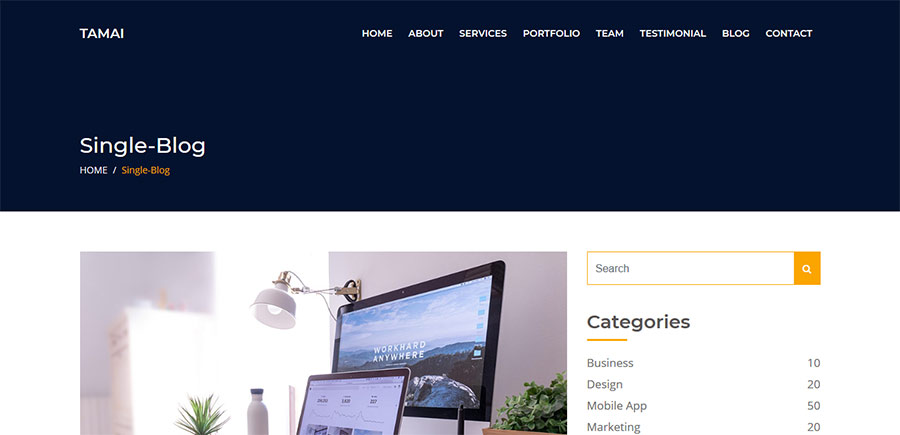 TAMAI
HOME ABOUT SERVICES PORTFOLIO TEAM TESTIMONIAL BLOG CONTACT
Single-Blog
HOME / Single-Blog
Search
WORKHARD
ANYWHERE
Categories
Business 10
Design 20
Mobile App 50
Marketing 20